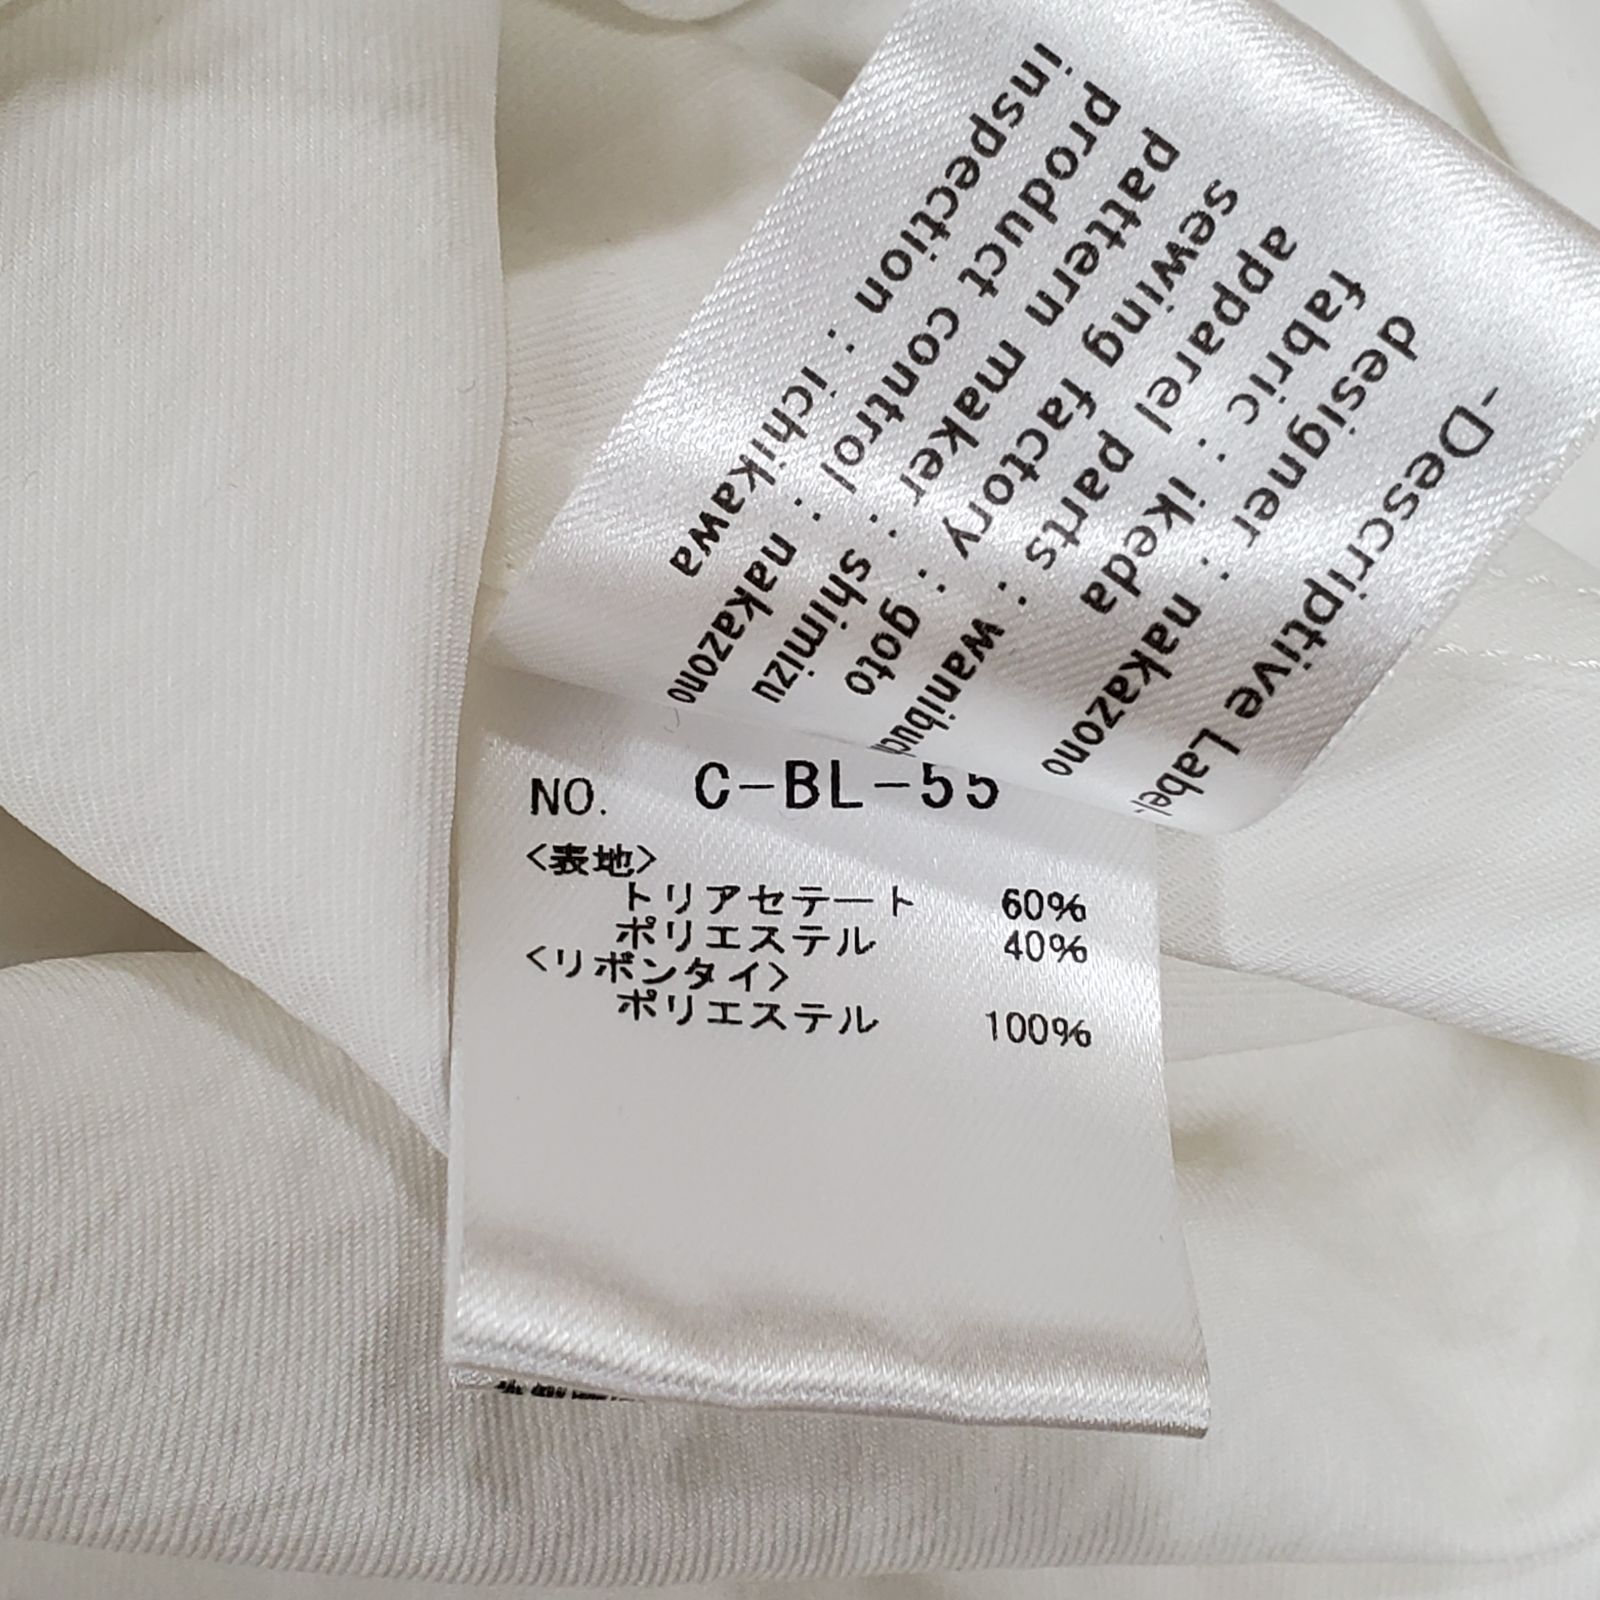 -Descriptive Label-
designer : nakazono
fabric : ikeda
apparel parts : wanibuc
sewing factory : goto
pattern maker : shimizu
product control : nakazono
inspection : ichikawa
NO. C-BL-55
<表地>
トリアセテート 60%
ポリエステル 40%
<リボンタイ>
ポリエステル 100%